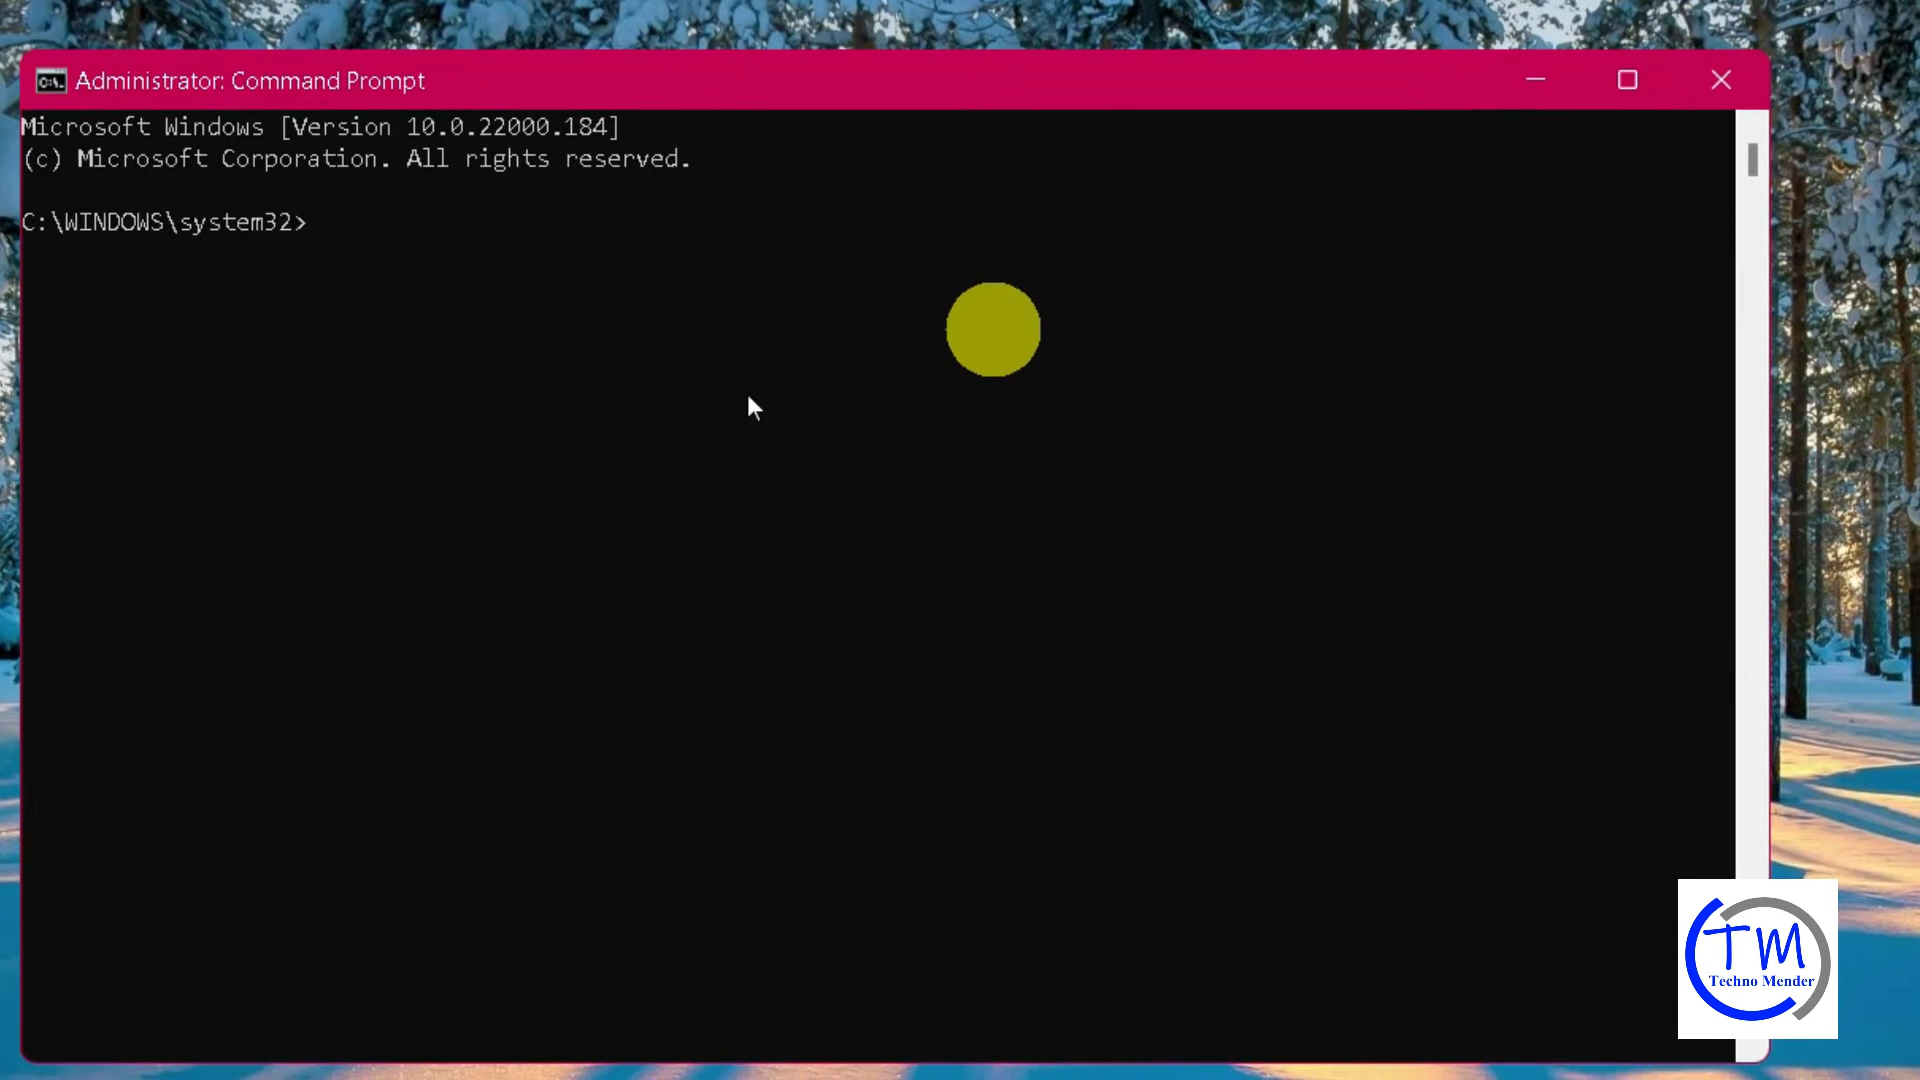 Administrator: Command Prompt
Microsoft Windows [Version 10.0.22000.184]
(c) Microsoft Corporation. All rights reserved.
C:\WINDOWS\system32>
TM
Techno Mender